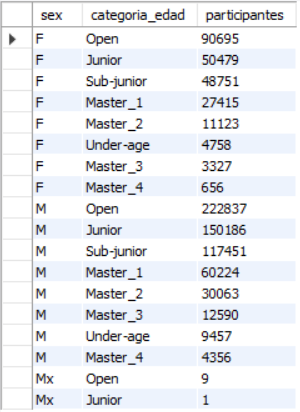 sex categoria_edad participantes
F Open 90695
F Junior 50479
F Sub-junior 48751
F Master_1 27415
F Master_2 11123
F Under-age 4758
F Master_3 3327
F Master_4 656
M Open 222837
M Junior 150186
M Sub-junior 117451
M Master_1 60224
M Master_2 30063
M Master_3 12590
M Under-age 9457
M Master_4 4356
Mx Open 9
Mx Junior 1